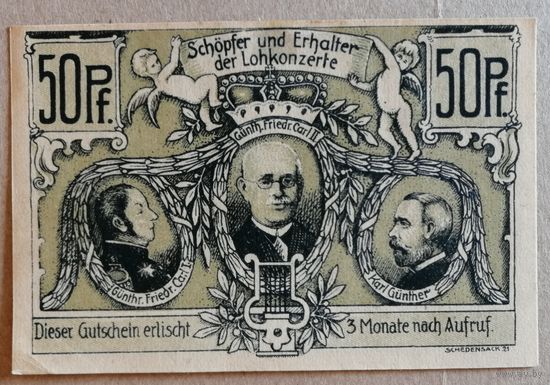 50 Pf.
Schöpfer und Erhalter
der Lohkonzerte
50 Pf.
Günth. Friedr. Carl II
Günthr. Friedr. Carl I
Karl Günther
Dieser Gutschein erlischt
3 Monate nach Aufruf.
SCHEDENSACK 21